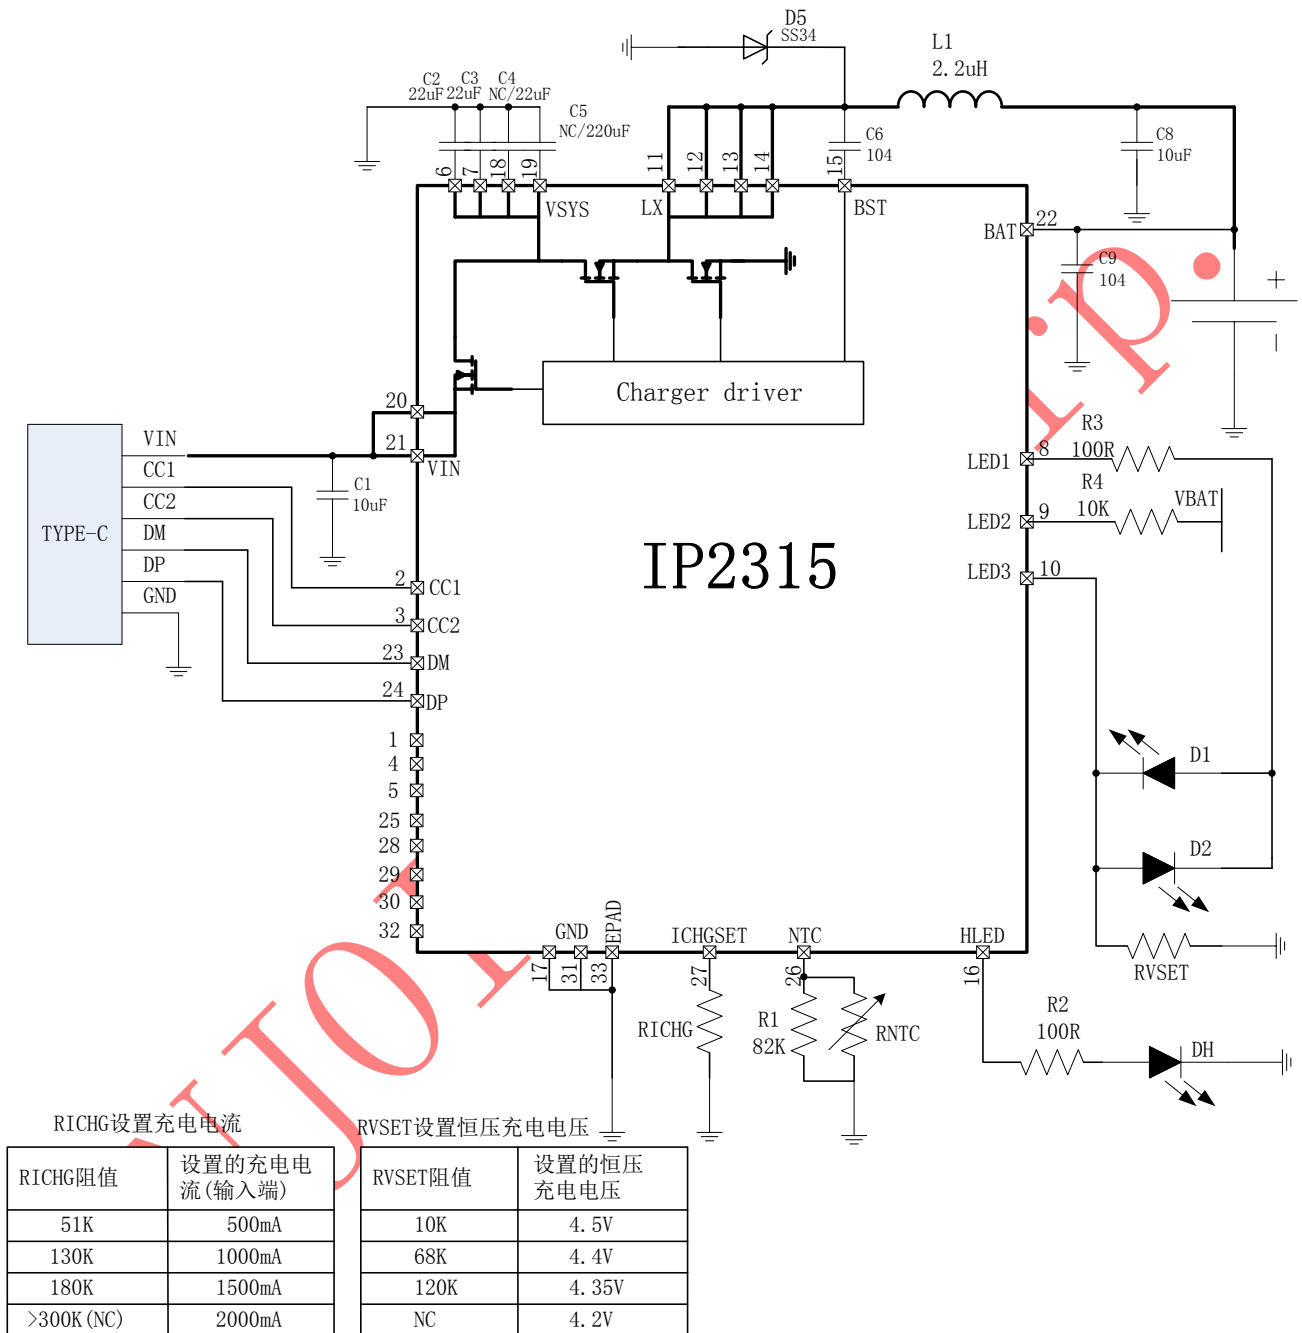 D5
SS34
L1
2.2uH
C2
22uF
C3
22uF
C4
NC/22uF
C5
NC/220uF
C6
104
C8
10uF
6
7
18
19
11
12
13
14
15
VSYS
LX
BST
BAT
22
C9
104
+
-
Charger driver
20
21
VIN
TYPE-C
VIN
CC1
CC2
DM
DP
GND
C1
10uF
2
CC1
3
CC2
23
DM
24
DP
1
4
5
25
28
29
30
32
IP2315
LED1
8
R3
100R
LED2
9
R4
10K
VBAT
LED3
10
D1
D2
RVSET
GND
EPAD
ICHGSET
NTC
HLED
17
31
33
27
26
16
RICHG
R1
82K
RNTC
R2
100R
DH
RICHG设置充电电流
RICHG阻值 设置的充电电流(输入端)
51K 500mA
130K 1000mA
180K 1500mA
>300K(NC) 2000mA
RVSET设置恒压充电电压
RVSET阻值 设置的恒压充电电压
10K 4.5V
68K 4.4V
120K 4.35V
NC 4.2V